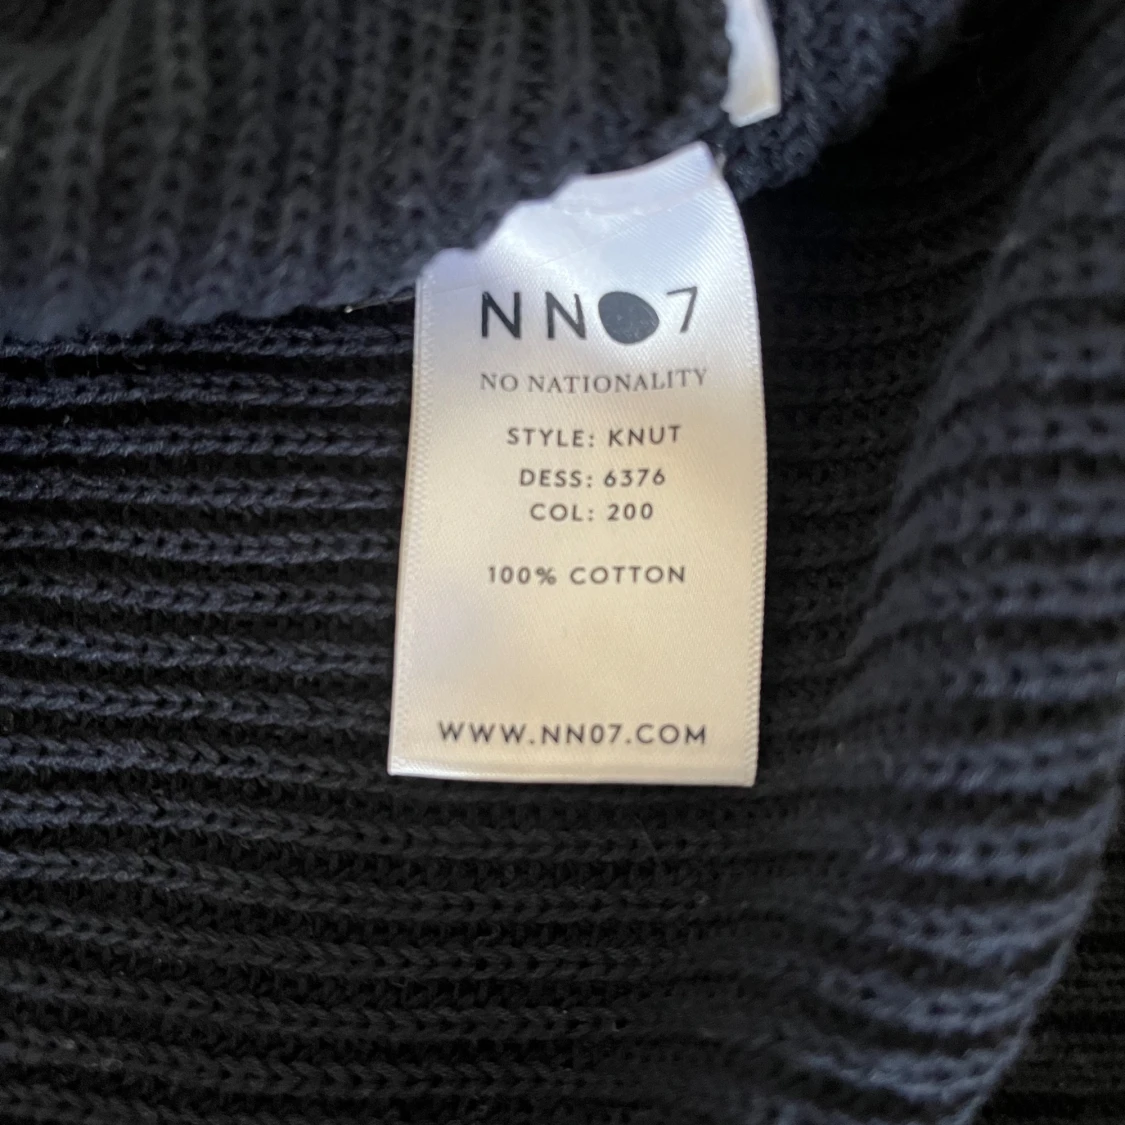 NN07
NO NATIONALITY
STYLE: KNUT
DESS: 6376
COL: 200
100% COTTON
WWW.NN07.COM